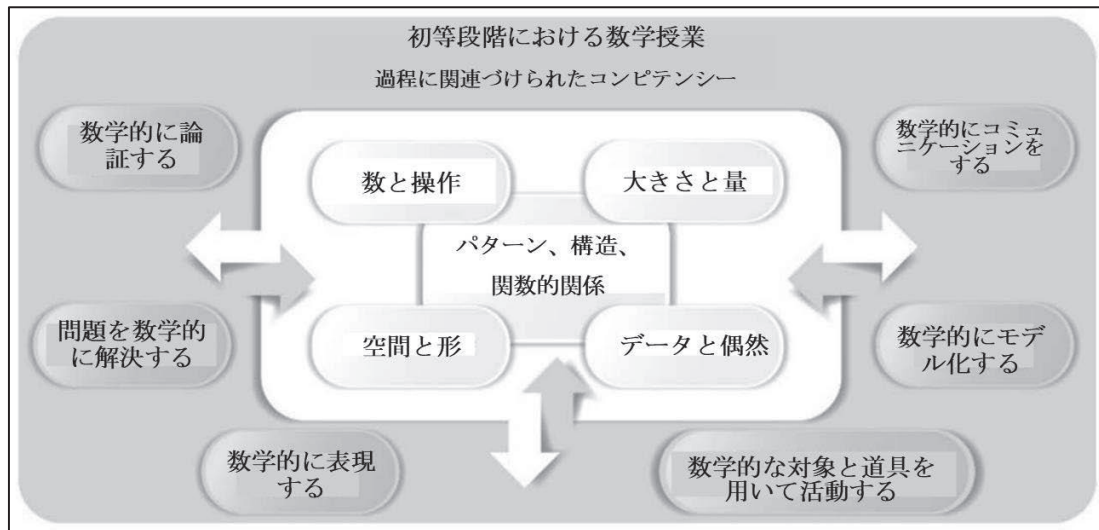 初等段階における数学授業
過程に関連づけられたコンピテンシー
数学的に論
証する
数学的にコミュ
ニケーションを
する
数と操作
大きさと量
パターン、構造、
関数的関係
問題を数学的
に解決する
空間と形
データと偶然
数学的にモデ
ル化する
数学的に表現
する
数学的な対象と道具を
用いて活動する